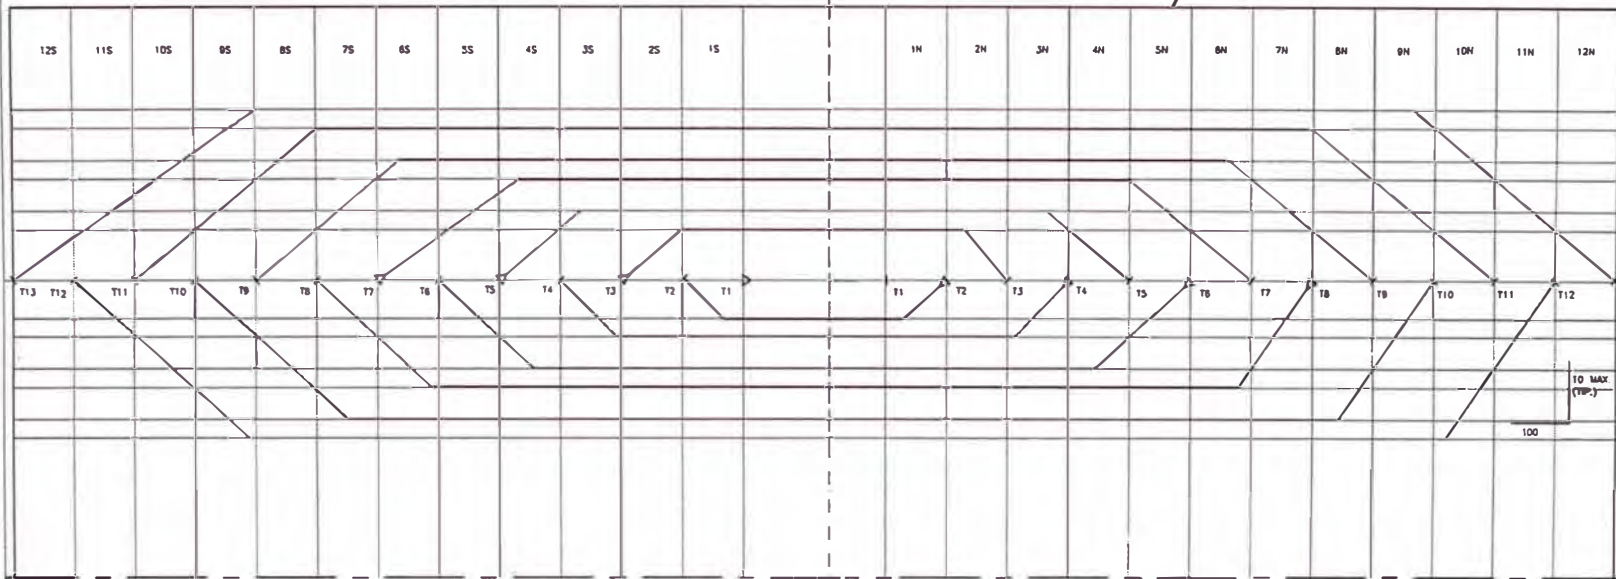 12S 11S 10S 9S 8S 7S 6S 5S 4S 3S 2S 1S 1N 2N 3N 4N 5N 6N 7N 8N 9N 10N 11N 12N
T13 T12 T11 T10 T9 T8 T7 T6 T5 T4 T3 T2 T1 T1 T2 T3 T4 T5 T6 T7 T8 T9 T10 T11 T12
10 MAX
(TIP.)
100